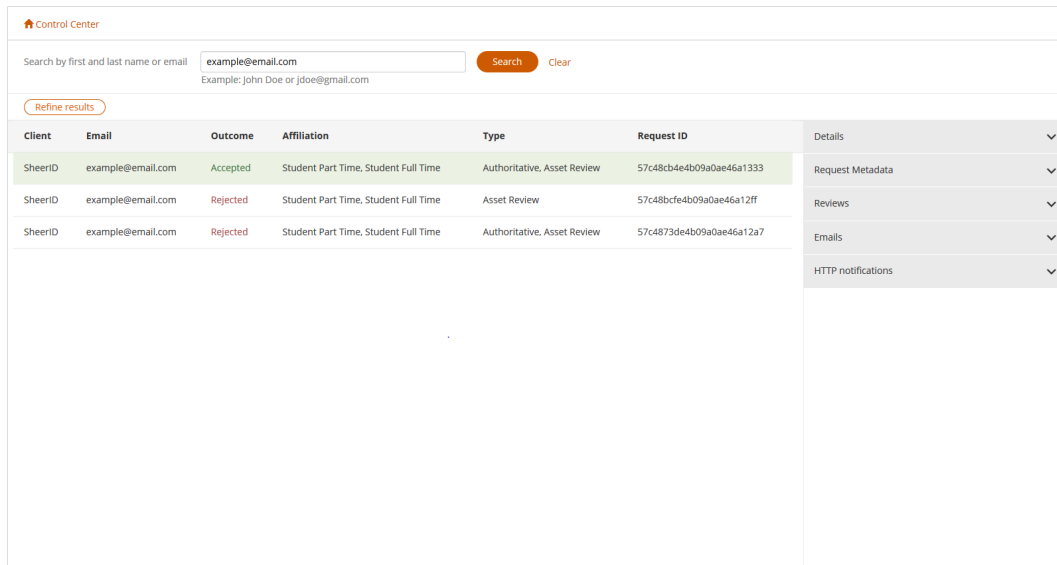 Control Center
Search by first and last name or email example@email.com Search Clear
Example: John Doe or jdoe@gmail.com
Refine results
Client Email Outcome Affiliation Type Request ID
SheerID example@email.com Accepted Student Part Time, Student Full Time Authoritative, Asset Review 57c48cb4e4b09a0ae46a1333
SheerID example@email.com Rejected Student Part Time, Student Full Time Asset Review 57c48bcfe4b09a0ae46a12ff
SheerID example@email.com Rejected Student Part Time, Student Full Time Authoritative, Asset Review 57c4873de4b09a0ae46a12a7
Details
Request Metadata
Reviews
Emails
HTTP notifications